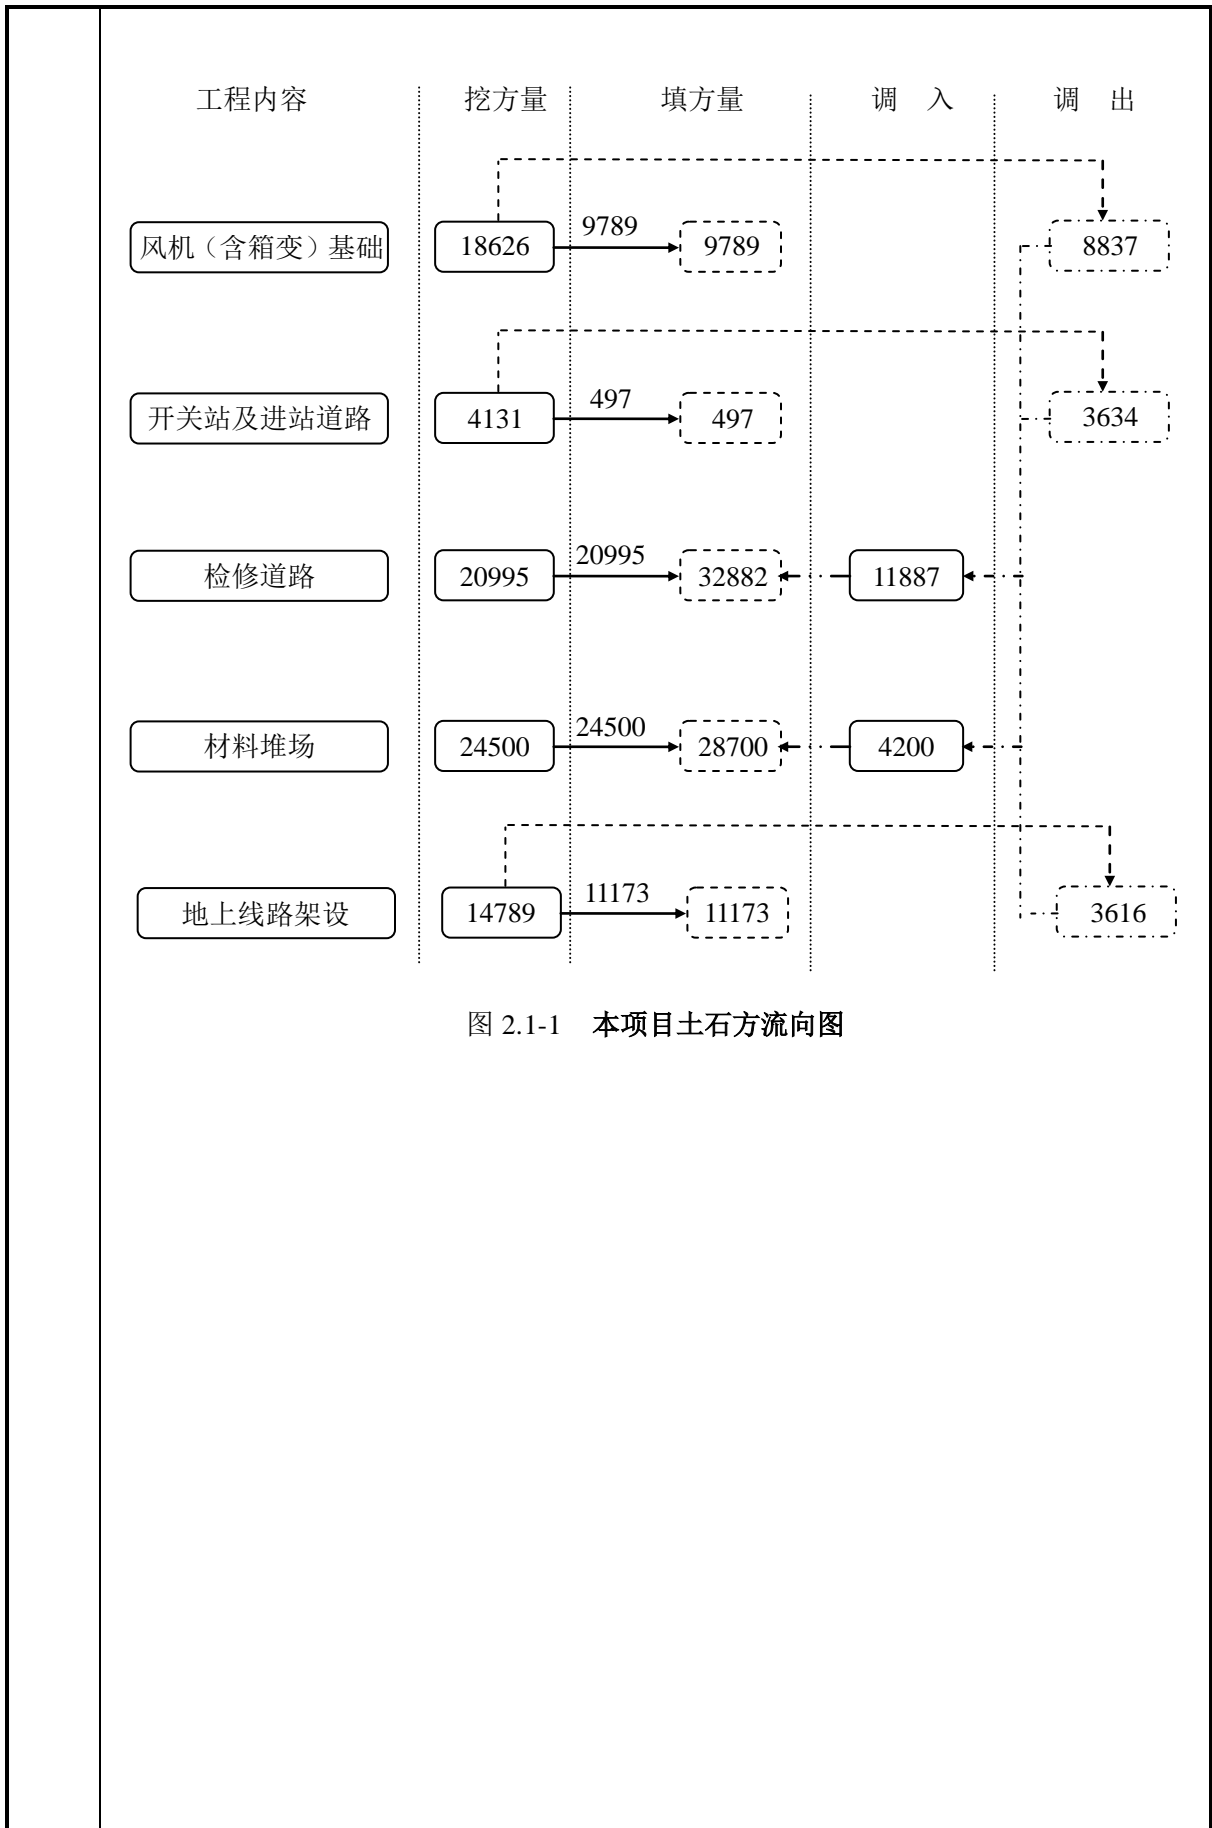 工程内容 挖方量 填方量 调 入 调 出
9789
风机（含箱变）基础 18626 9789 8837
497
开关站及进站道路 4131 497 3634
20995
检修道路 20995 32882 11887
24500
材料堆场 24500 28700 4200
11173
地上线路架设 14789 11173 3616
图 2.1-1 本项目土石方流向图